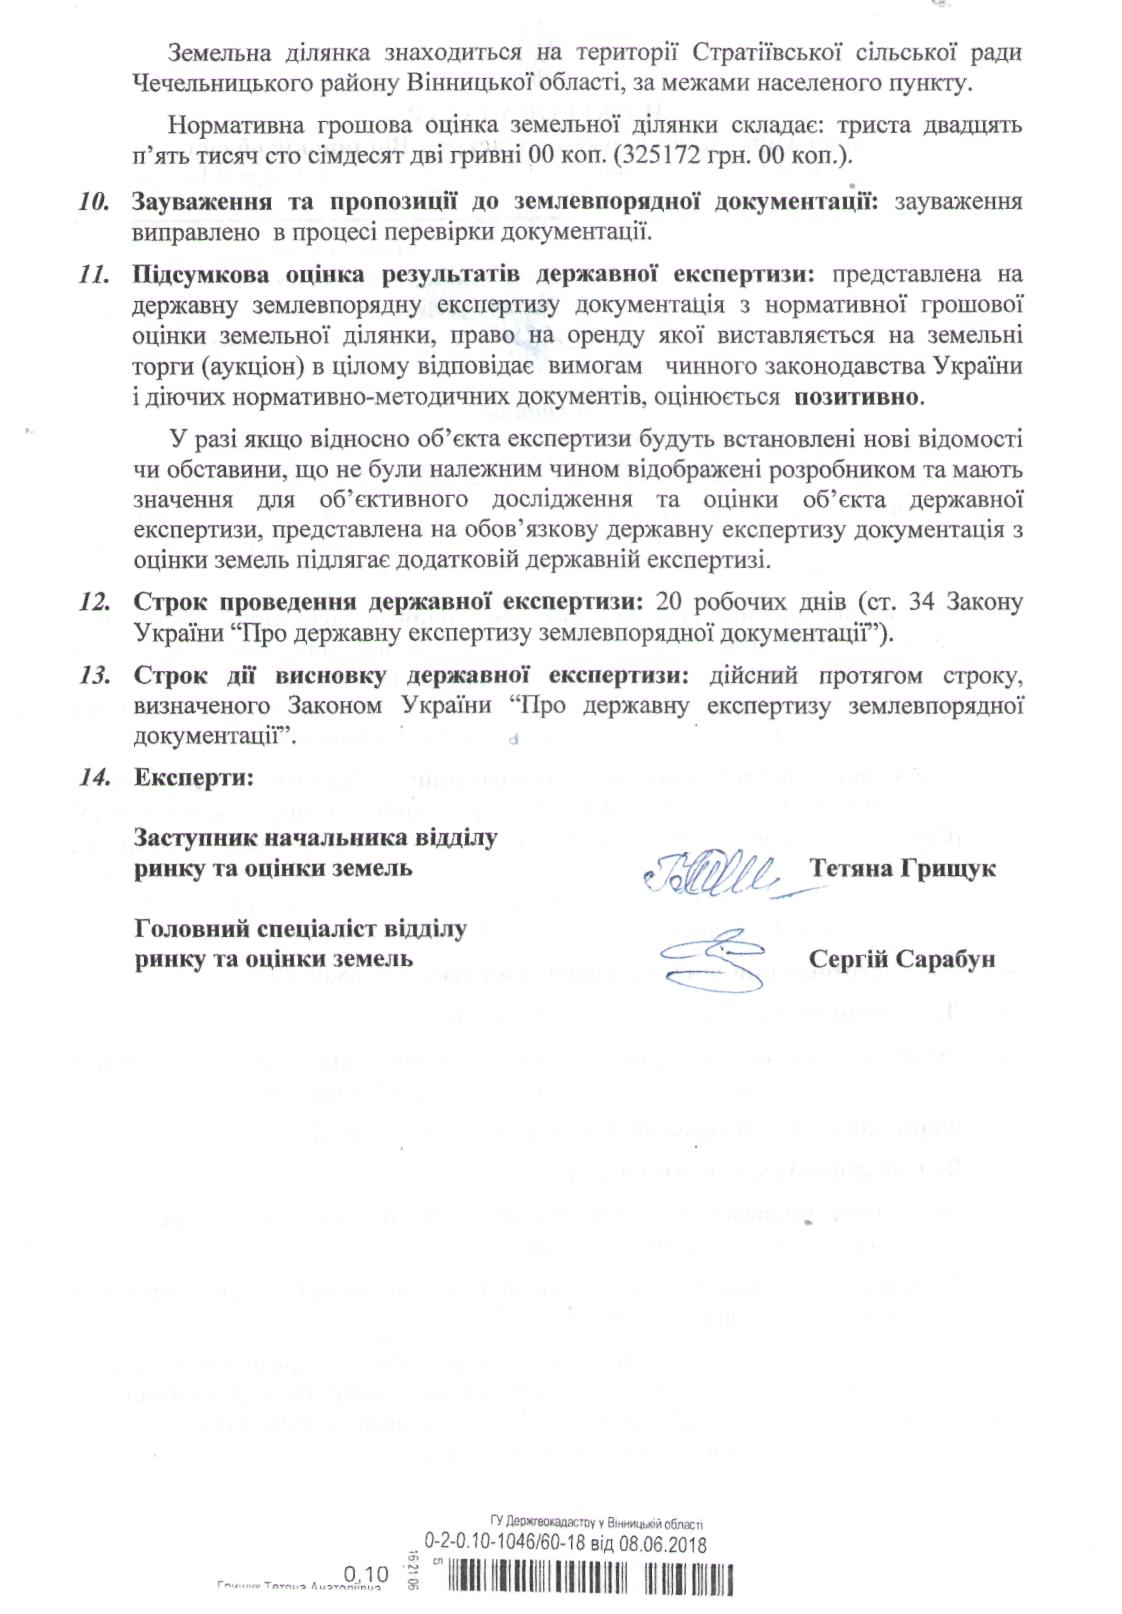 Земельна ділянка знаходиться на території Стратіївської сільської ради
Чечельницького району Вінницької області, за межами населеного пункту.
Нормативна грошова оцінка земельної ділянки складає: триста двадцять
п’ять тисяч сто сімдесят дві гривні 00 коп. (325172 грн. 00 коп.).
10. Зауваження та пропозиції до землевпорядної документації: зауваження
виправлено в процесі перевірки документації.
11. Підсумкова оцінка результатів державної експертизи: представлена на
державну землевпорядну експертизу документація з нормативної грошової
оцінки земельної ділянки, право на оренду якої виставляється на земельні
торги (аукціон) в цілому відповідає вимогам чинного законодавства України
і діючих нормативно-методичних документів, оцінюється позитивно.
У разі якщо відносно об’єкта експертизи будуть встановлені нові відомості
чи обставини, що не були належним чином відображені розробником та мають
значення для об’єктивного дослідження та оцінки об’єкта державної
експертизи, представлена на обов’язкову державну експертизу документація з
оцінки земель підлягає додатковій державній експертизі.
12. Строк проведення державної експертизи: 20 робочих днів (ст. 34 Закону
України “Про державну експертизу землевпорядної документації”).
13. Строк дії висновку державної експертизи: дійсний протягом строку,
визначеного Законом України “Про державну експертизу землевпорядної
документації”.
14. Експерти:
Заступник начальника відділу
ринку та оцінки земель Тетяна Грищук
Головний спеціаліст відділу
ринку та оцінки земель Сергій Сарабун
ГУ Держгеокадастру у Вінницькій області
0-2-0.10-1046/60-18 від 08.06.2018
сп
16:21:06
0.10
Грищук Тетяна Анатоліївна